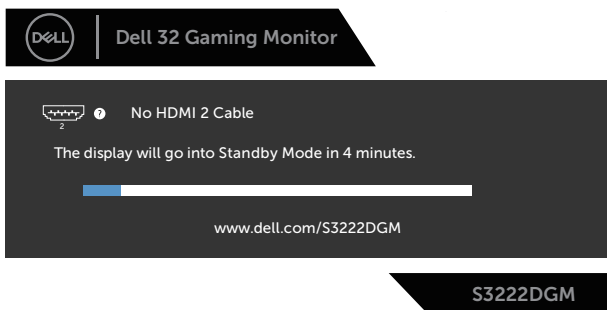 DELL
Dell 32 Gaming Monitor
? No HDMI 2 Cable
2
The display will go into Standby Mode in 4 minutes.
www.dell.com/S3222DGM
S3222DGM